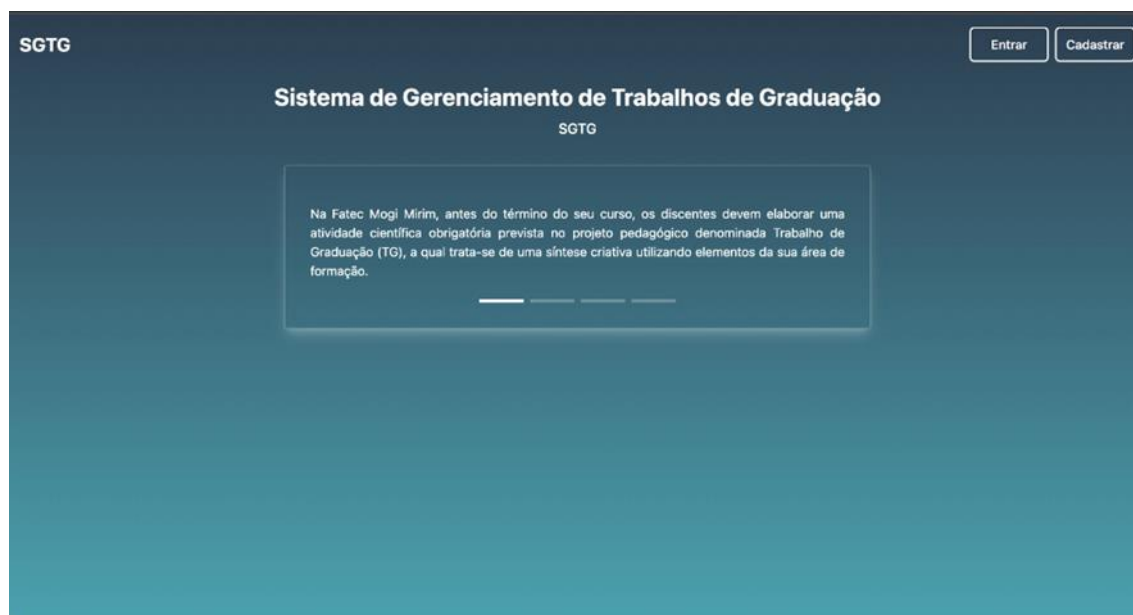 SGTG
Entrar
Cadastrar
Sistema de Gerenciamento de Trabalhos de Graduação
SGTG
Na Fatec Mogi Mirim, antes do término do seu curso, os discentes devem elaborar uma
atividade científica obrigatória prevista no projeto pedagógico denominada Trabalho de
Graduação (TG), a qual trata-se de uma síntese criativa utilizando elementos da sua área de
formação.